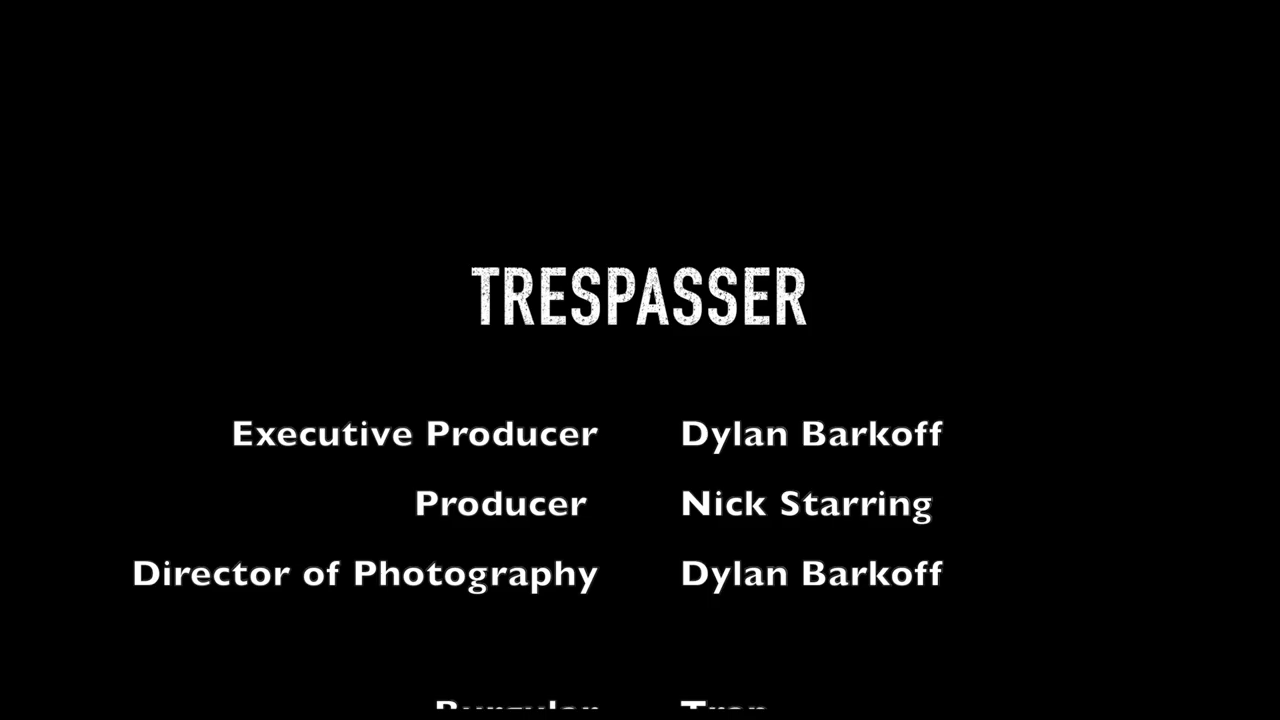 TRESPASSER
Executive Producer Dylan Barkoff
Producer Nick Starring
Director of Photography Dylan Barkoff